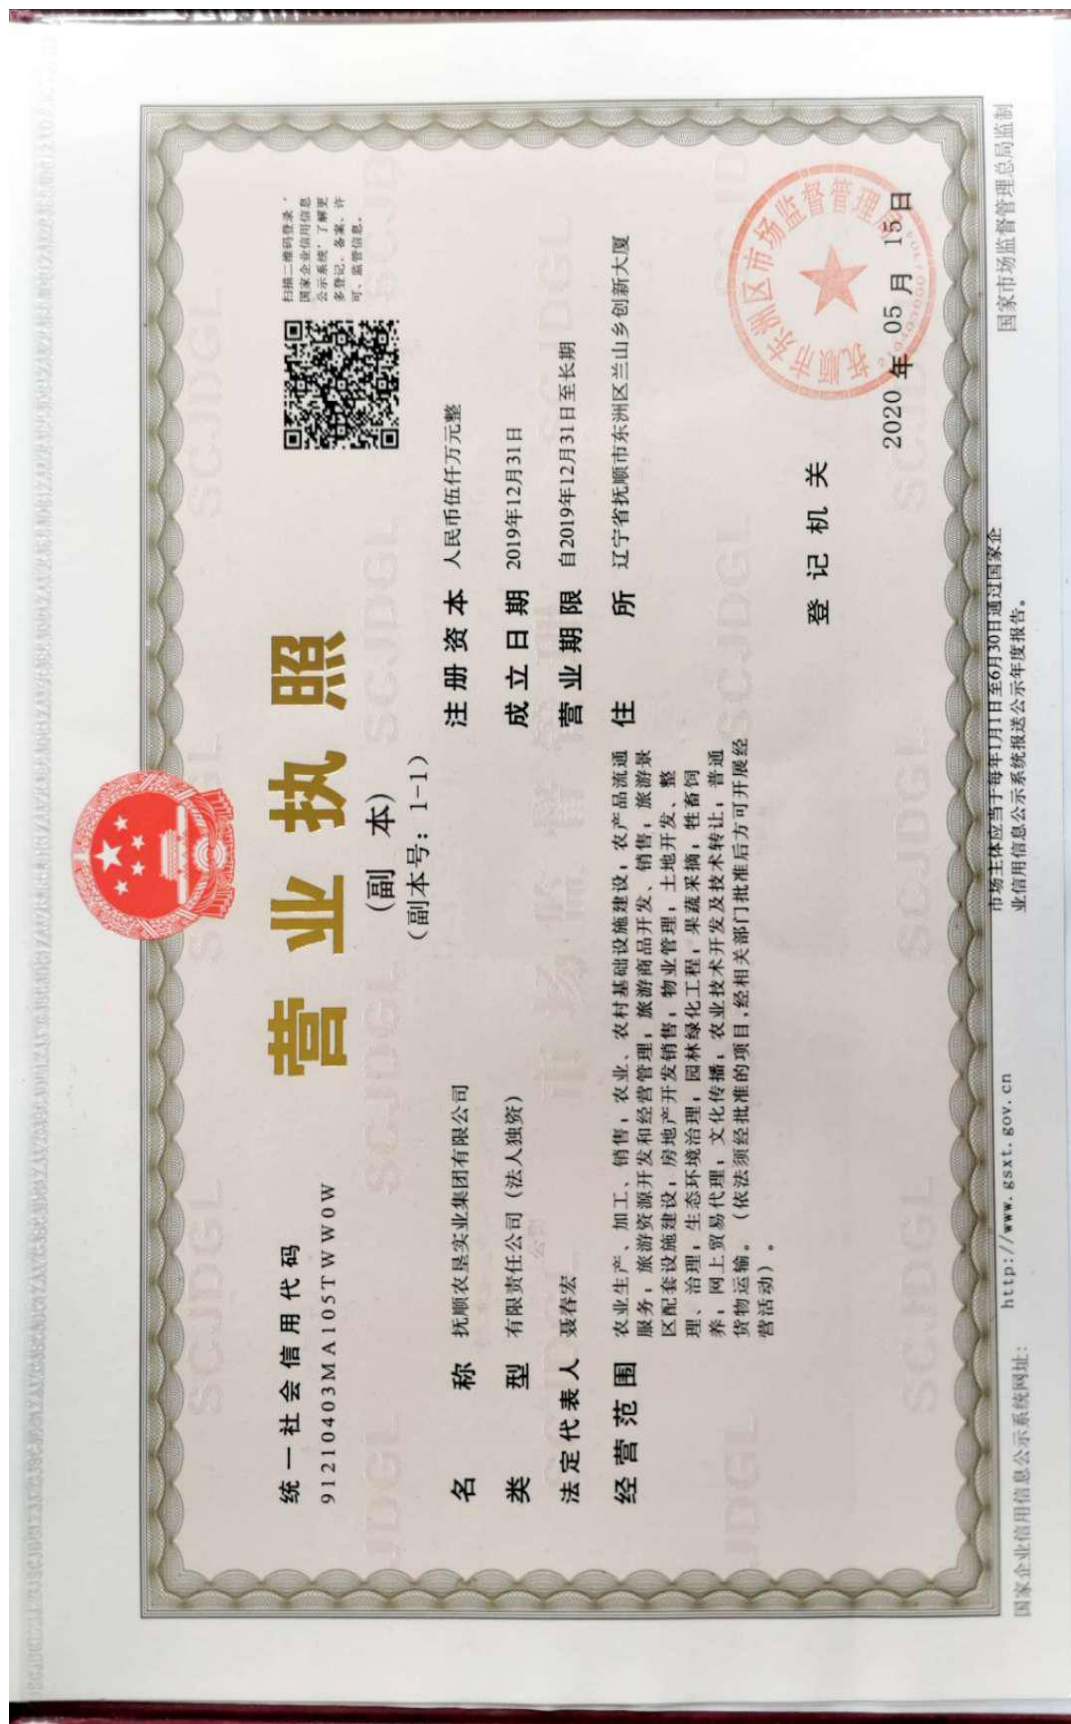 统一社会信用代码
91210403MA105TWW0W
营业执照
(副 本)
(副本号: 1-1)
扫描二维码登录'
国家企业信用信息
公示系统'了解更
多登记、备案、许
可、监管信息。
名 称 抚顺农垦实业集团有限公司
类 型 有限责任公司 (法人独资)
法定代表人 聂春宏
经营范围 农业生产、加工、销售; 农业、农村基础设施建设; 农产品流通
服务; 旅游资源开发和经营管理; 旅游商品开发、销售; 旅游景
区配套设施建设; 房地产开发销售; 物业管理; 土地开发、整
理、治理; 生态环境治理; 园林绿化工程; 果蔬采摘; 牲畜饲
养; 网上贸易代理; 文化传播; 农业技术开发及技术转让; 普通
货物运输。(依法须经批准的项目,经相关部门批准后方可开展经
营活动)。
注册资本 人民币伍仟万元整
成立日期 2019年12月31日
营业期限 自2019年12月31日至长期
住 所 辽宁省抚顺市东洲区兰山乡创新大厦
登记机关
抚顺市东洲区市场监督管理局
2020 年 05 月 15 日
国家企业信用信息公示系统网址: http://www.gsxt.gov.cn
市场主体应当于每年1月1日至6月30日通过国家企
业信用信息公示系统报送公示年度报告。
国家市场监督管理总局监制